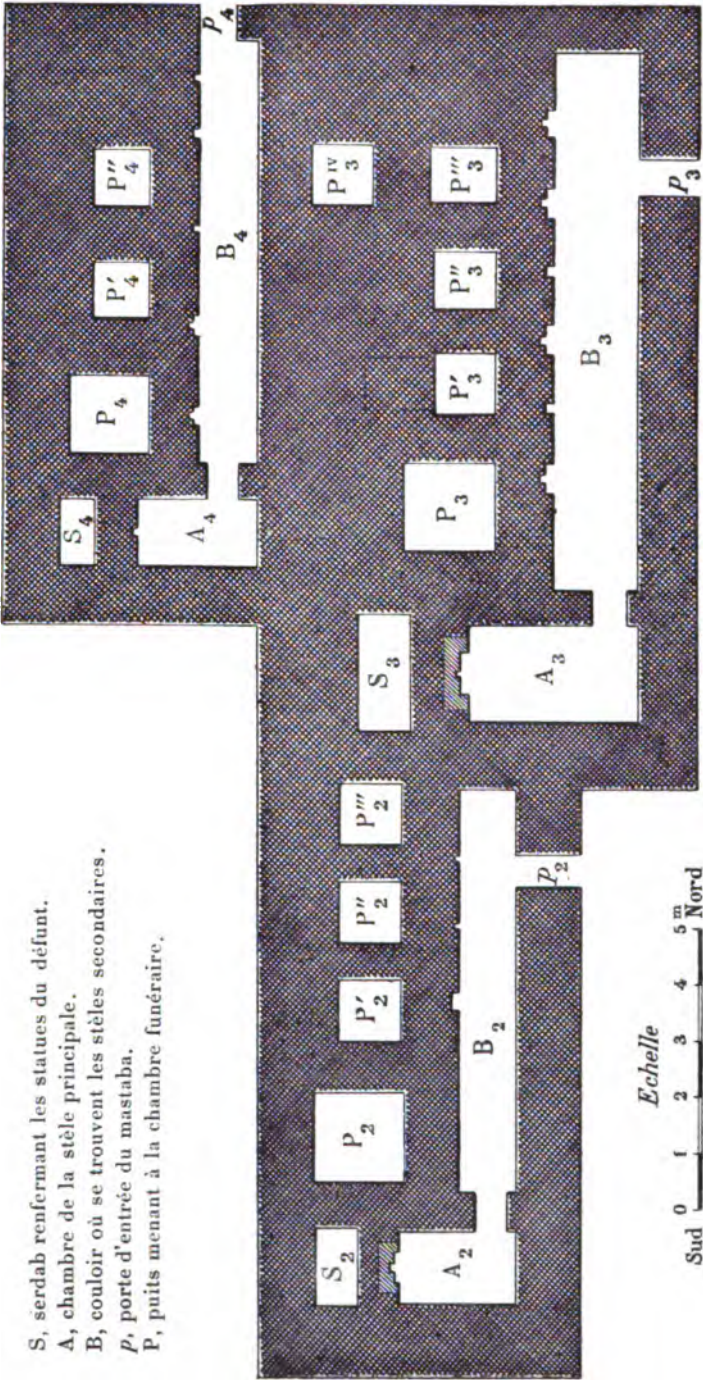 S, serdab renfermant les statues du défunt.
A, chambre de la stèle principale.
B, couloir où se trouvent les stèles secondaires.
p, porte d'entrée du mastaba.
P, puits menant à la chambre funéraire.
S₄
P₄
P′₄
P″₄
p₄
A₄
B₄
S₃
P₃
P′₃
P″₃
P‴₃
Pᴵⱽ₃
A₃
B₃
p₃
S₂
P₂
P′₂
P″₂
P‴₂
A₂
B₂
p₂
Echelle
0 1 2 3 4 5 m
Sud Nord